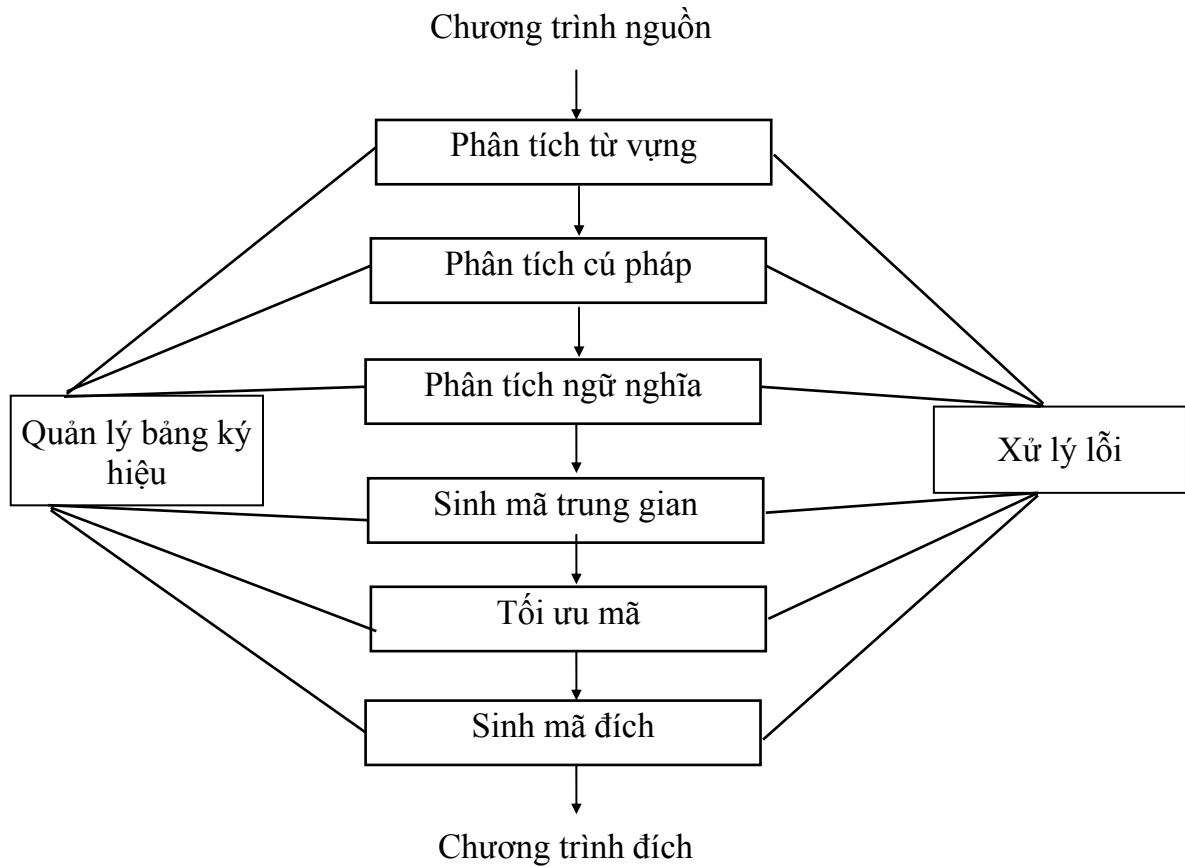 Chương trình nguồn
Phân tích từ vựng
Phân tích cú pháp
Phân tích ngữ nghĩa
Quản lý bảng ký
hiệu
Xử lý lỗi
Sinh mã trung gian
Tối ưu mã
Sinh mã đích
Chương trình đích